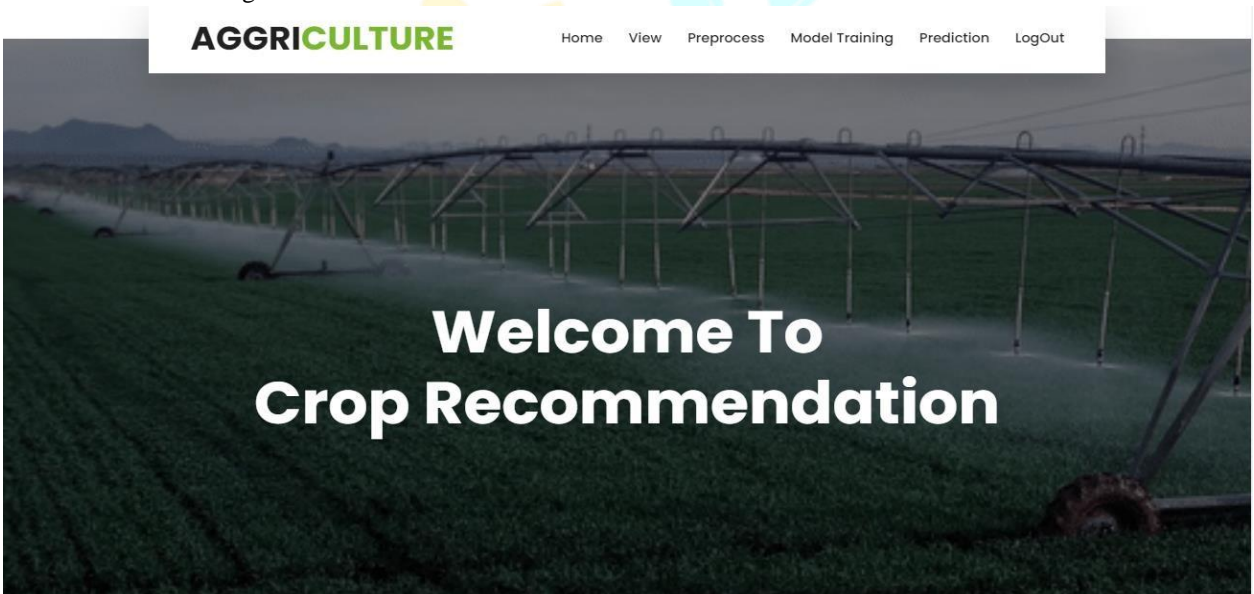 AGGRICULTURE
Home View Preprocess Model Training Prediction LogOut
Welcome To
Crop Recommendation